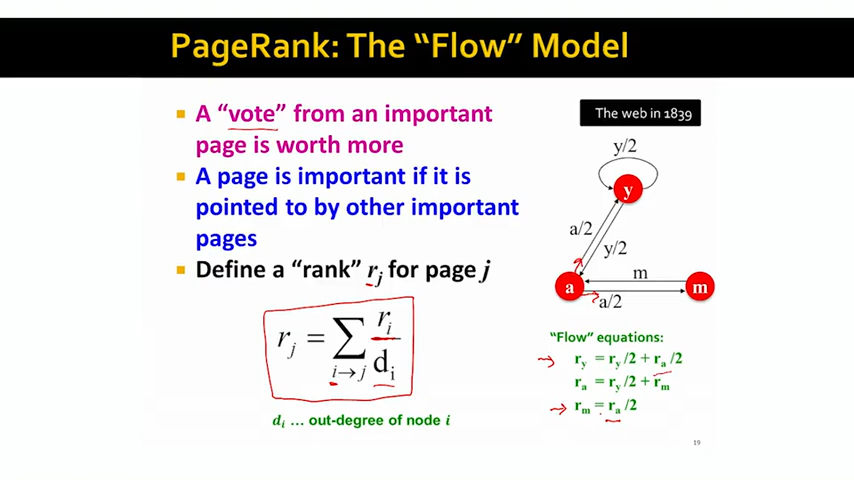 PageRank: The "Flow" Model
A "vote" from an important
page is worth more
A page is important if it is
pointed to by other important
pages
Define a "rank" r_j for page j
r_j = ∑_{i→j} r_i / d_i
d_i … out-degree of node i
The web in 1839
y/2
y
a/2
y/2
m
a
m
a/2
"Flow" equations:
r_y = r_y /2 + r_a /2
r_a = r_y /2 + r_m
r_m = r_a /2
19